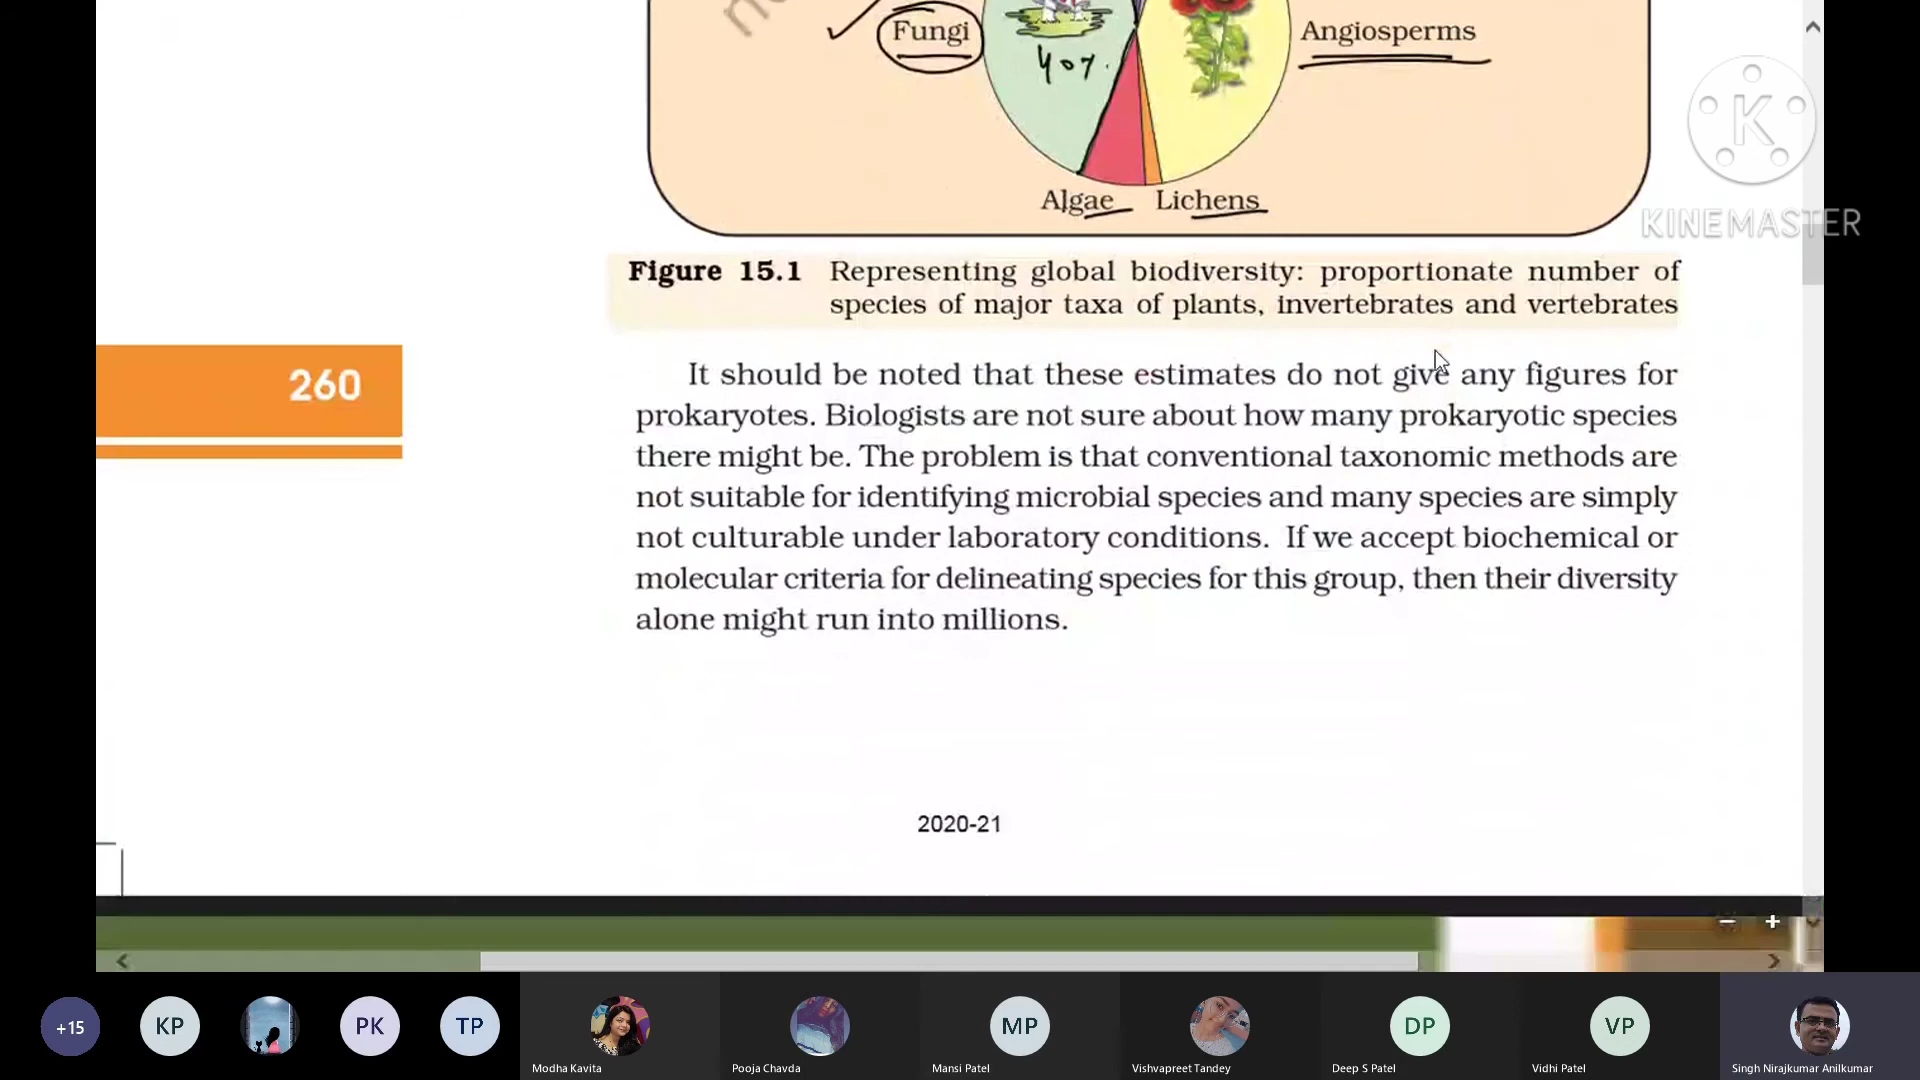 Fungi
Angiosperms
40%
Algae Lichens
K
KINEMASTER
Figure 15.1 Representing global biodiversity: proportionate number of
species of major taxa of plants, invertebrates and vertebrates
260
It should be noted that these estimates do not give any figures for
prokaryotes. Biologists are not sure about how many prokaryotic species
there might be. The problem is that conventional taxonomic methods are
not suitable for identifying microbial species and many species are simply
not culturable under laboratory conditions. If we accept biochemical or
molecular criteria for delineating species for this group, then their diversity
alone might run into millions.
2020-21
+15 KP PK TP MP DP VP
Modha Kavita Pooja Chavda Mansi Patel Vishvapreet Tandey Deep S Patel Vidhi Patel Singh Nirajkumar Anilkumar